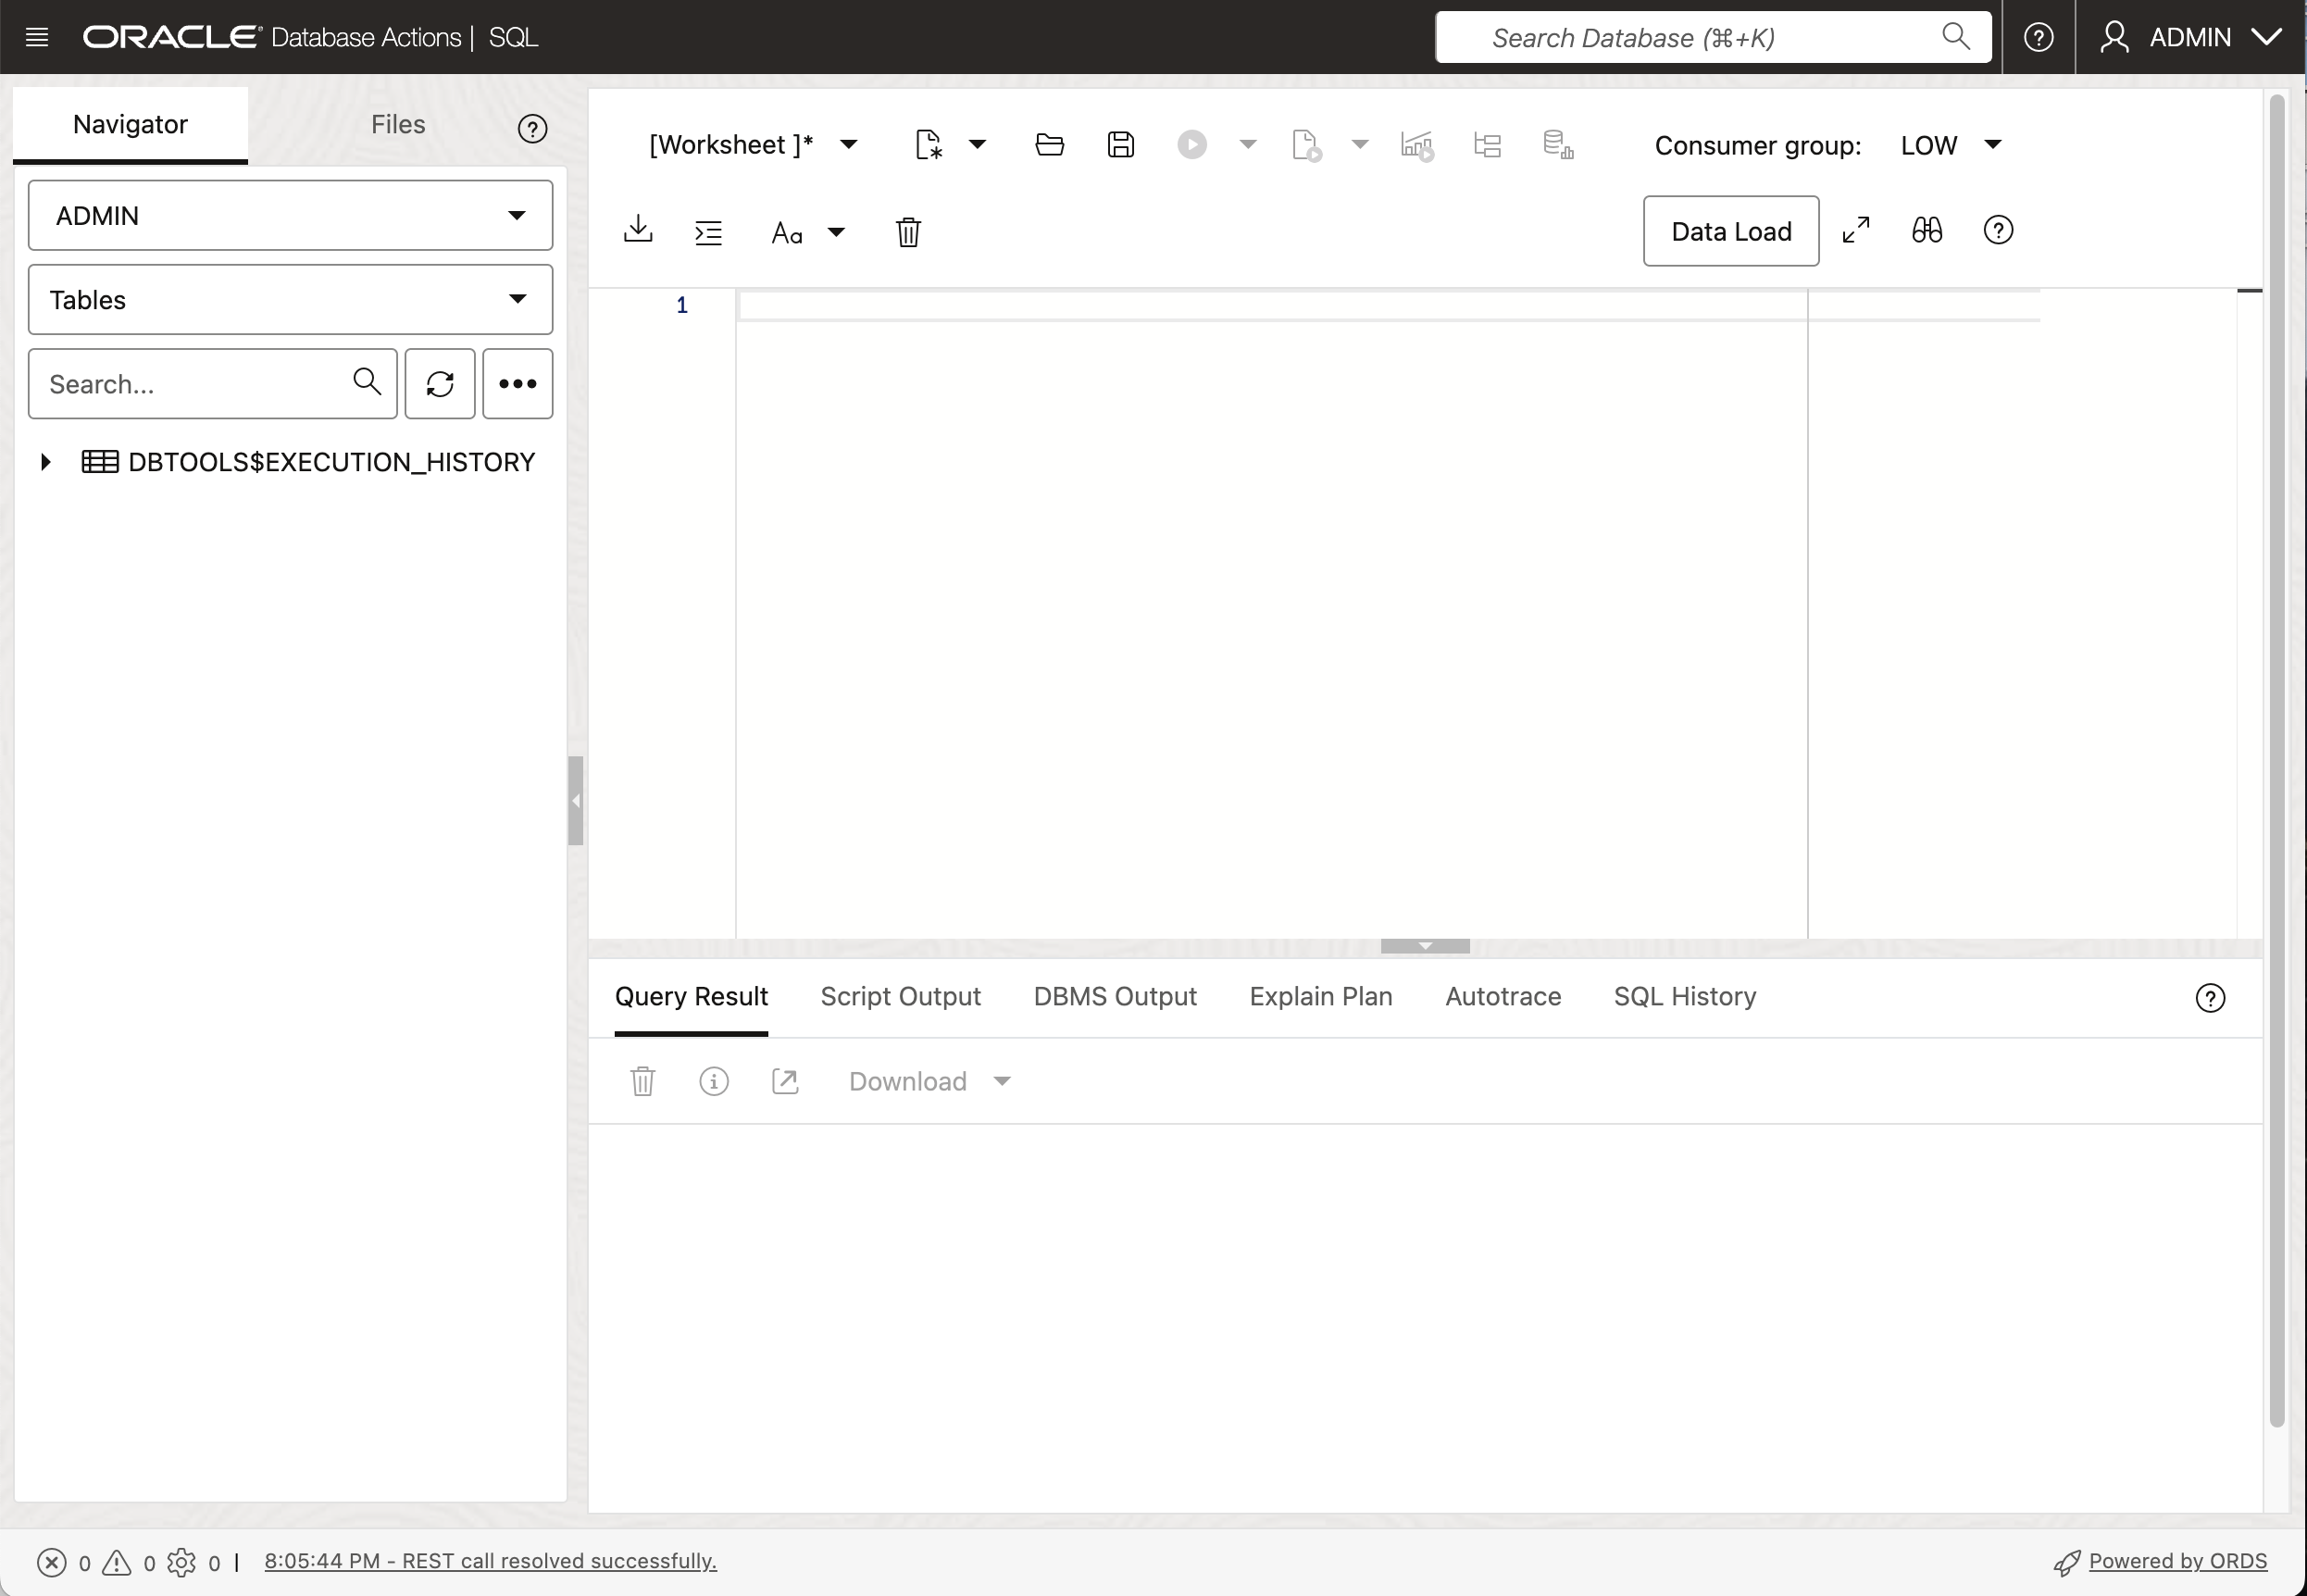 ORACLE Database Actions | SQL
Search Database (⌘+K)
ADMIN
Navigator
Files
ADMIN
Tables
Search...
DBTOOLS$EXECUTION_HISTORY
[Worksheet ]*
Consumer group: LOW
Aa
Data Load
1
Query Result
Script Output
DBMS Output
Explain Plan
Autotrace
SQL History
Download
0 0 0 | 8:05:44 PM - REST call resolved successfully.
Powered by ORDS